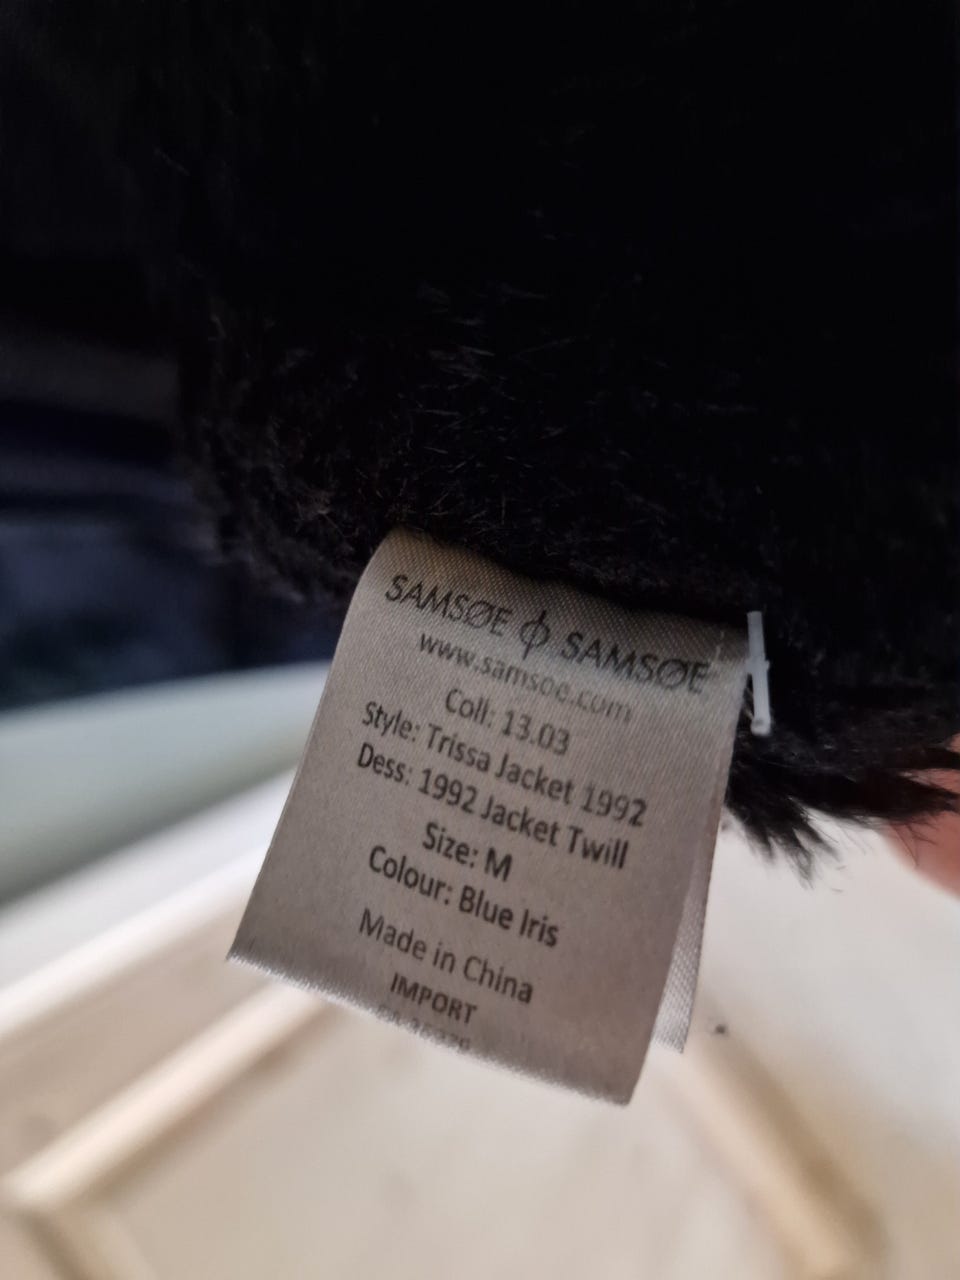 SAMSØE ɸ SAMSØE
www.samsoe.com
Coll: 13.03
Style: Trissa Jacket 1992
Dess: 1992 Jacket Twill
Size: M
Colour: Blue Iris
Made in China
IMPORT